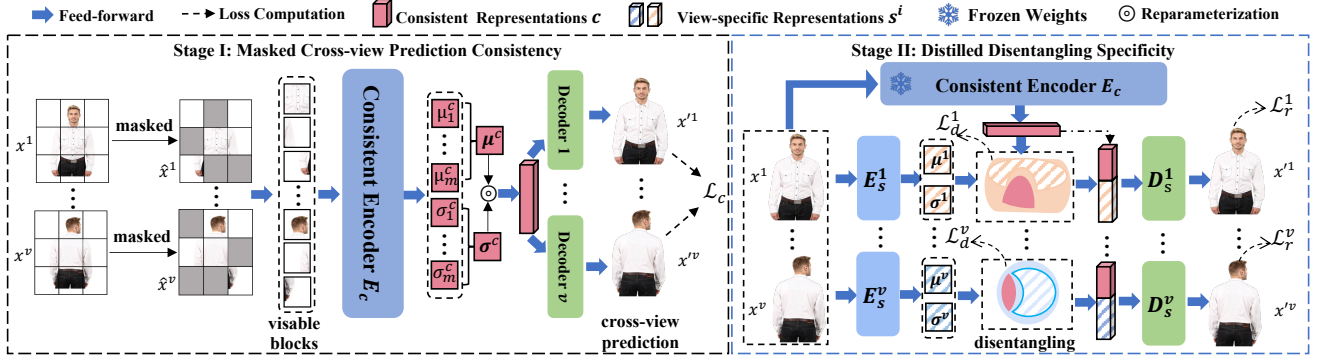 Feed-forward
Loss Computation
Consistent Representations c
View-specific Representations s^i
Frozen Weights
Reparameterization
Stage I: Masked Cross-view Prediction Consistency
x^1
masked
x̂^1
x^v
masked
x̂^v
visable
blocks
Consistent Encoder E_c
μ_1^c
μ_m^c
σ_1^c
σ_m^c
μ^c
σ^c
Decoder 1
Decoder v
x'^1
x'^v
ℒ_c
cross-view
prediction
Stage II: Distilled Disentangling Specificity
Consistent Encoder E_c
x^1
E_s^1
μ^1
σ^1
ℒ_d^1
D_s^1
ℒ_r^1
x'^1
x^v
E_s^v
μ^v
σ^v
ℒ_d^v
D_s^v
ℒ_r^v
x'^v
disentangling